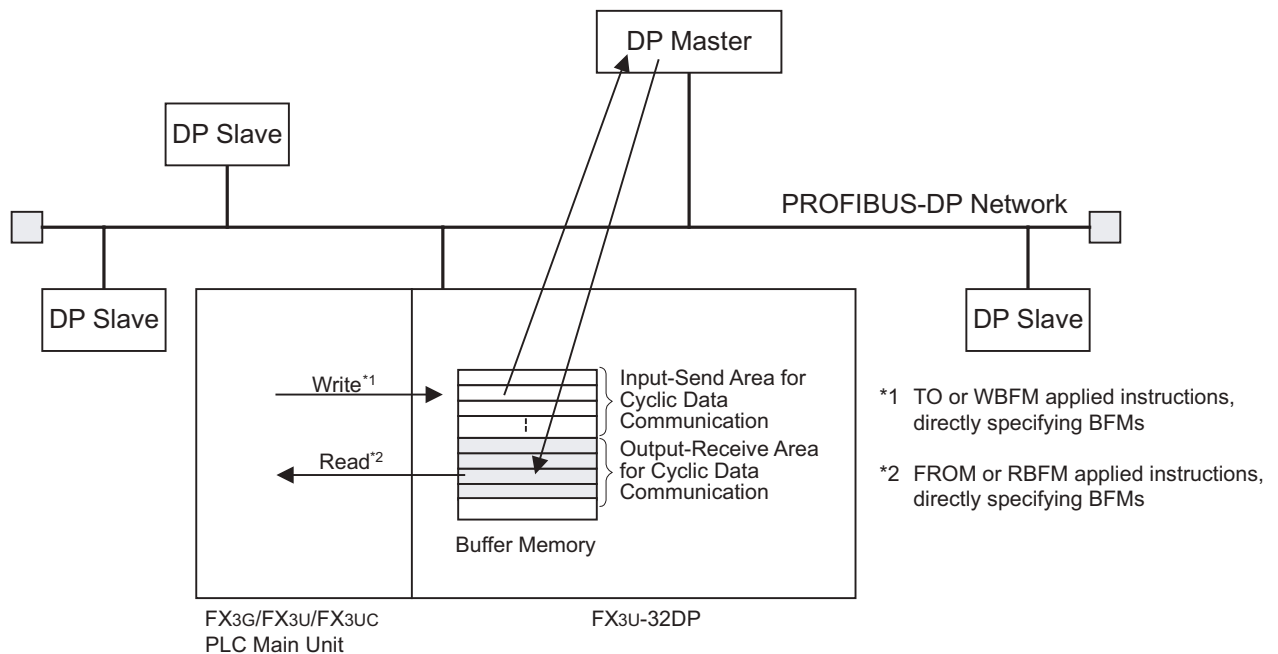 DP Master
DP Slave
PROFIBUS-DP Network
DP Slave
DP Slave
Write*1
Read*2
Input-Send Area for
Cyclic Data
Communication
Output-Receive Area
for Cyclic Data
Communication
Buffer Memory
*1 TO or WBFM applied instructions,
directly specifying BFMs
*2 FROM or RBFM applied instructions,
directly specifying BFMs
FX3G/FX3U/FX3UC
PLC Main Unit
FX3U-32DP